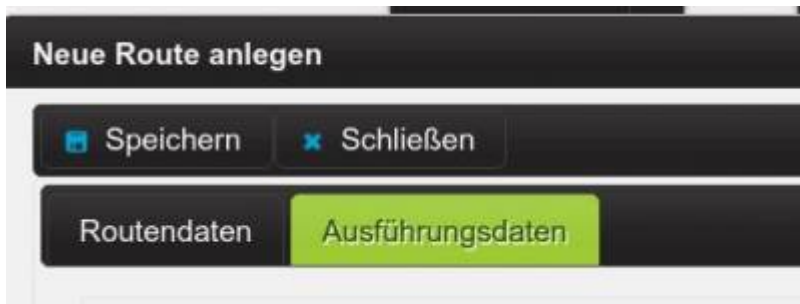 Neue Route anlegen
Speichern Schließen
Routendaten Ausführungsdaten